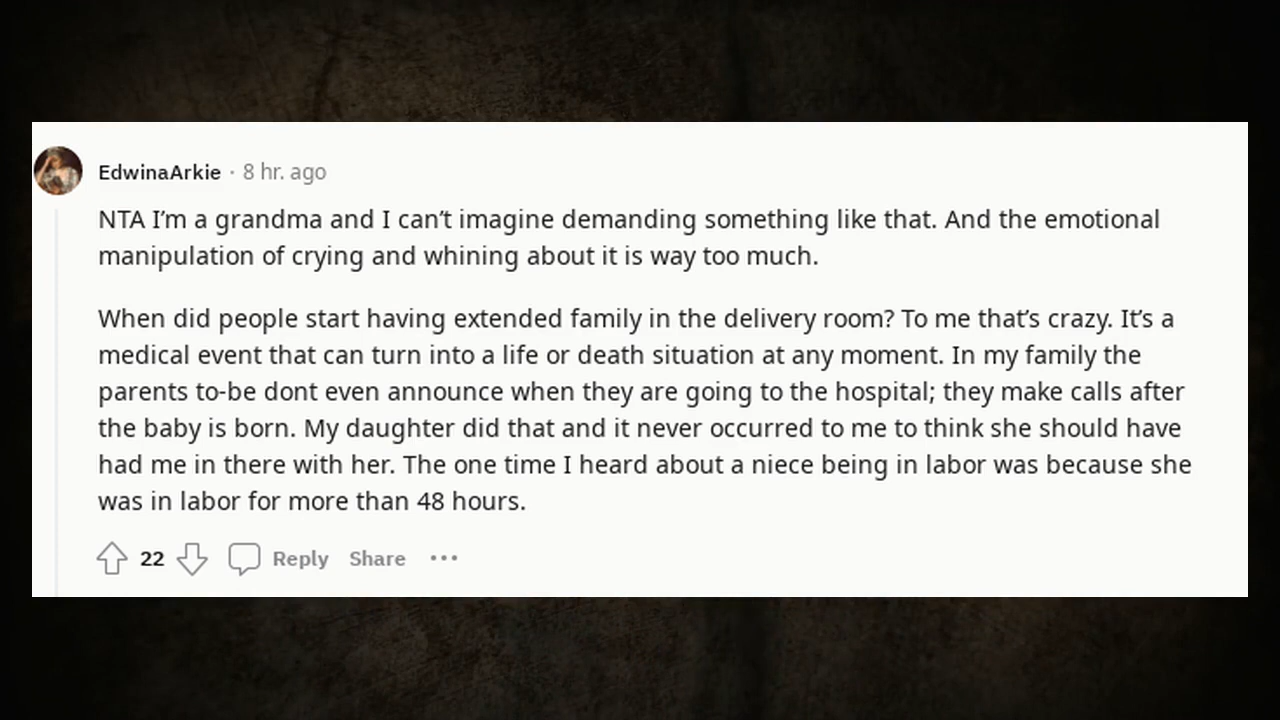 EdwinaArkie · 8 hr. ago
NTA I’m a grandma and I can’t imagine demanding something like that. And the emotional
manipulation of crying and whining about it is way too much.
When did people start having extended family in the delivery room? To me that’s crazy. It’s a
medical event that can turn into a life or death situation at any moment. In my family the
parents to-be dont even announce when they are going to the hospital; they make calls after
the baby is born. My daughter did that and it never occurred to me to think she should have
had me in there with her. The one time I heard about a niece being in labor was because she
was in labor for more than 48 hours.
22 Reply Share ...